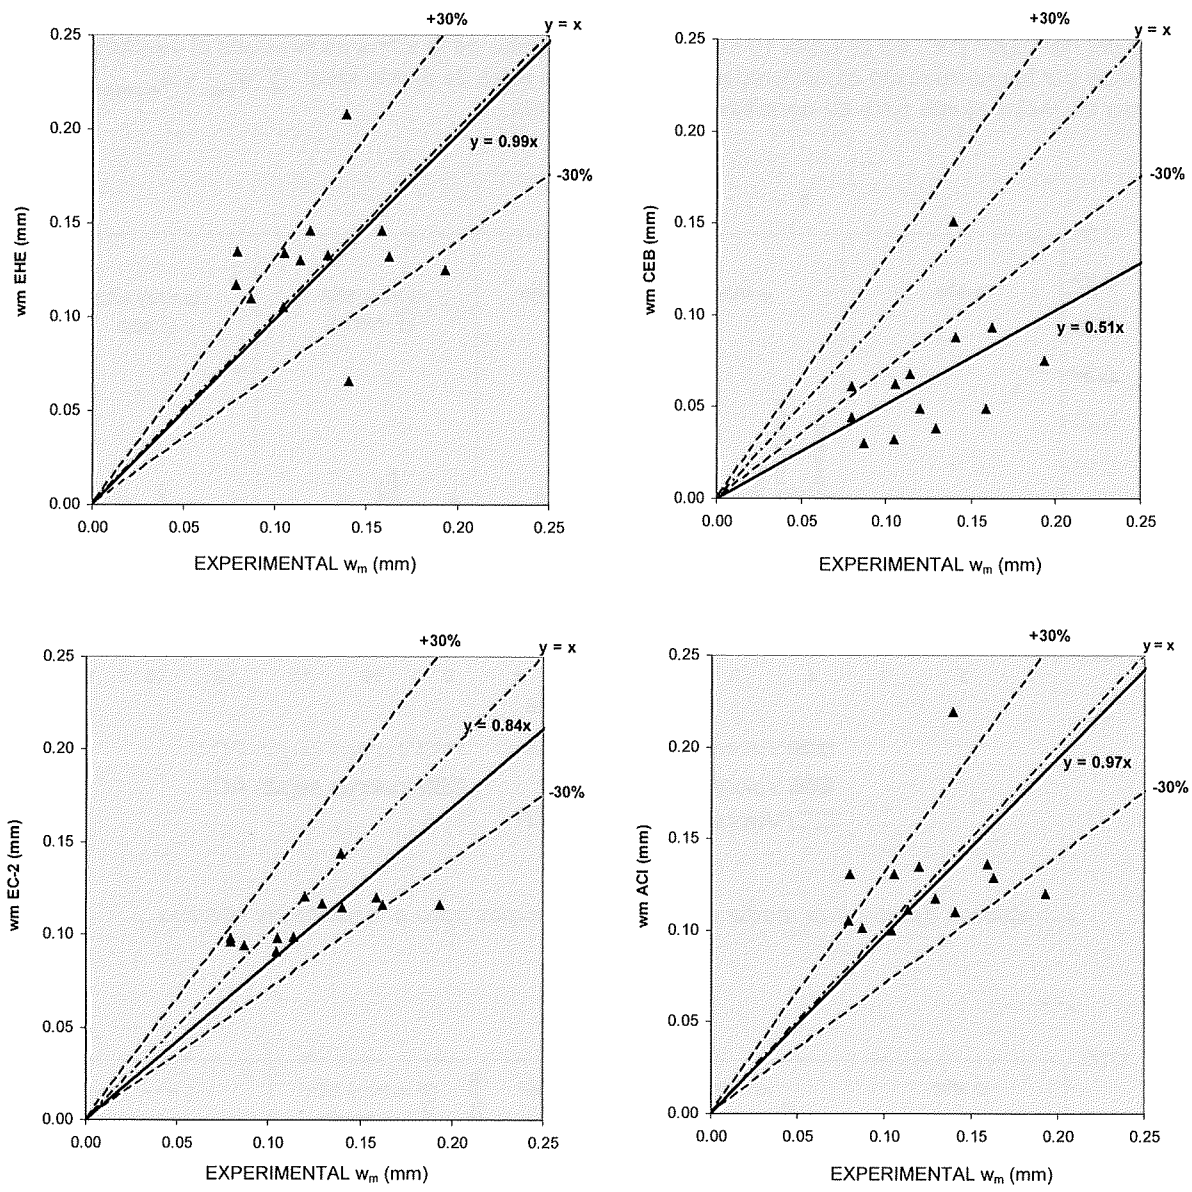 +30%
y = x
0.25
0.20
y = 0.99x
-30%
0.15
wm EHE (mm)
0.10
0.05
0.00
0.00 0.05 0.10 0.15 0.20 0.25
EXPERIMENTAL wm (mm)
+30%
y = x
0.25
0.20
-30%
0.15
wm CEB (mm)
0.10
y = 0.51x
0.05
0.00
0.00 0.05 0.10 0.15 0.20 0.25
EXPERIMENTAL wm (mm)
+30%
y = x
0.25
y = 0.84x
0.20
-30%
0.15
wm EC-2 (mm)
0.10
0.05
0.00
0.00 0.05 0.10 0.15 0.20 0.25
EXPERIMENTAL wm (mm)
+30%
y = x
0.25
0.20
y = 0.97x
-30%
0.15
wm ACI (mm)
0.10
0.05
0.00
0.00 0.05 0.10 0.15 0.20 0.25
EXPERIMENTAL wm (mm)